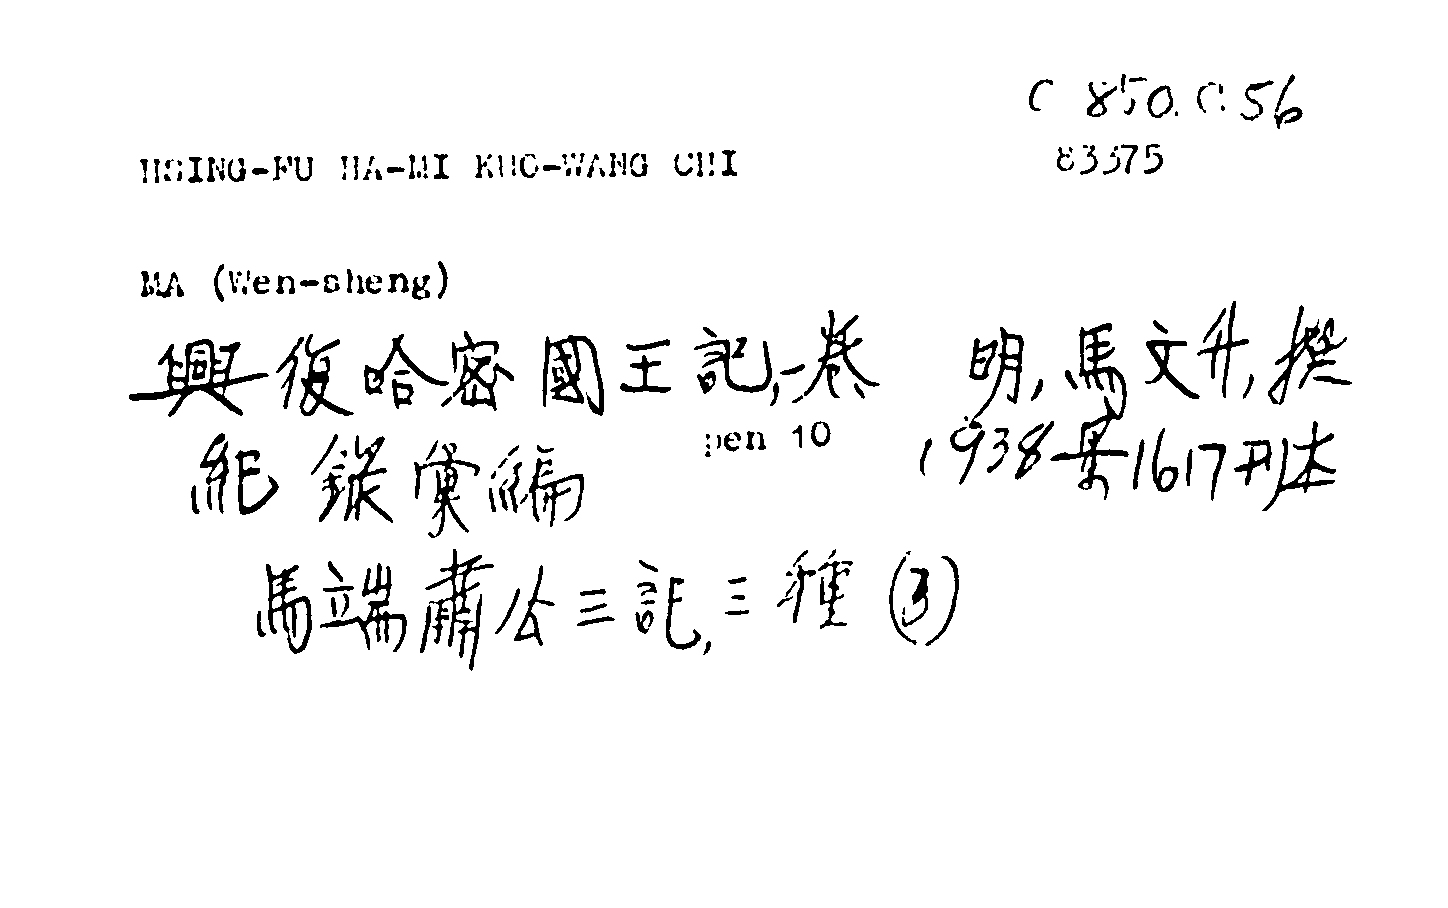 C 850.C.56
HSING-FU HA-MI KUO-WANG CHI 83375
MA (Wen-sheng)
興復哈密國王記,一卷 明,馬文升,撰
pen 10
紀錄彙編 1938景1617刊本
馬端肅公三記,三種 (3)